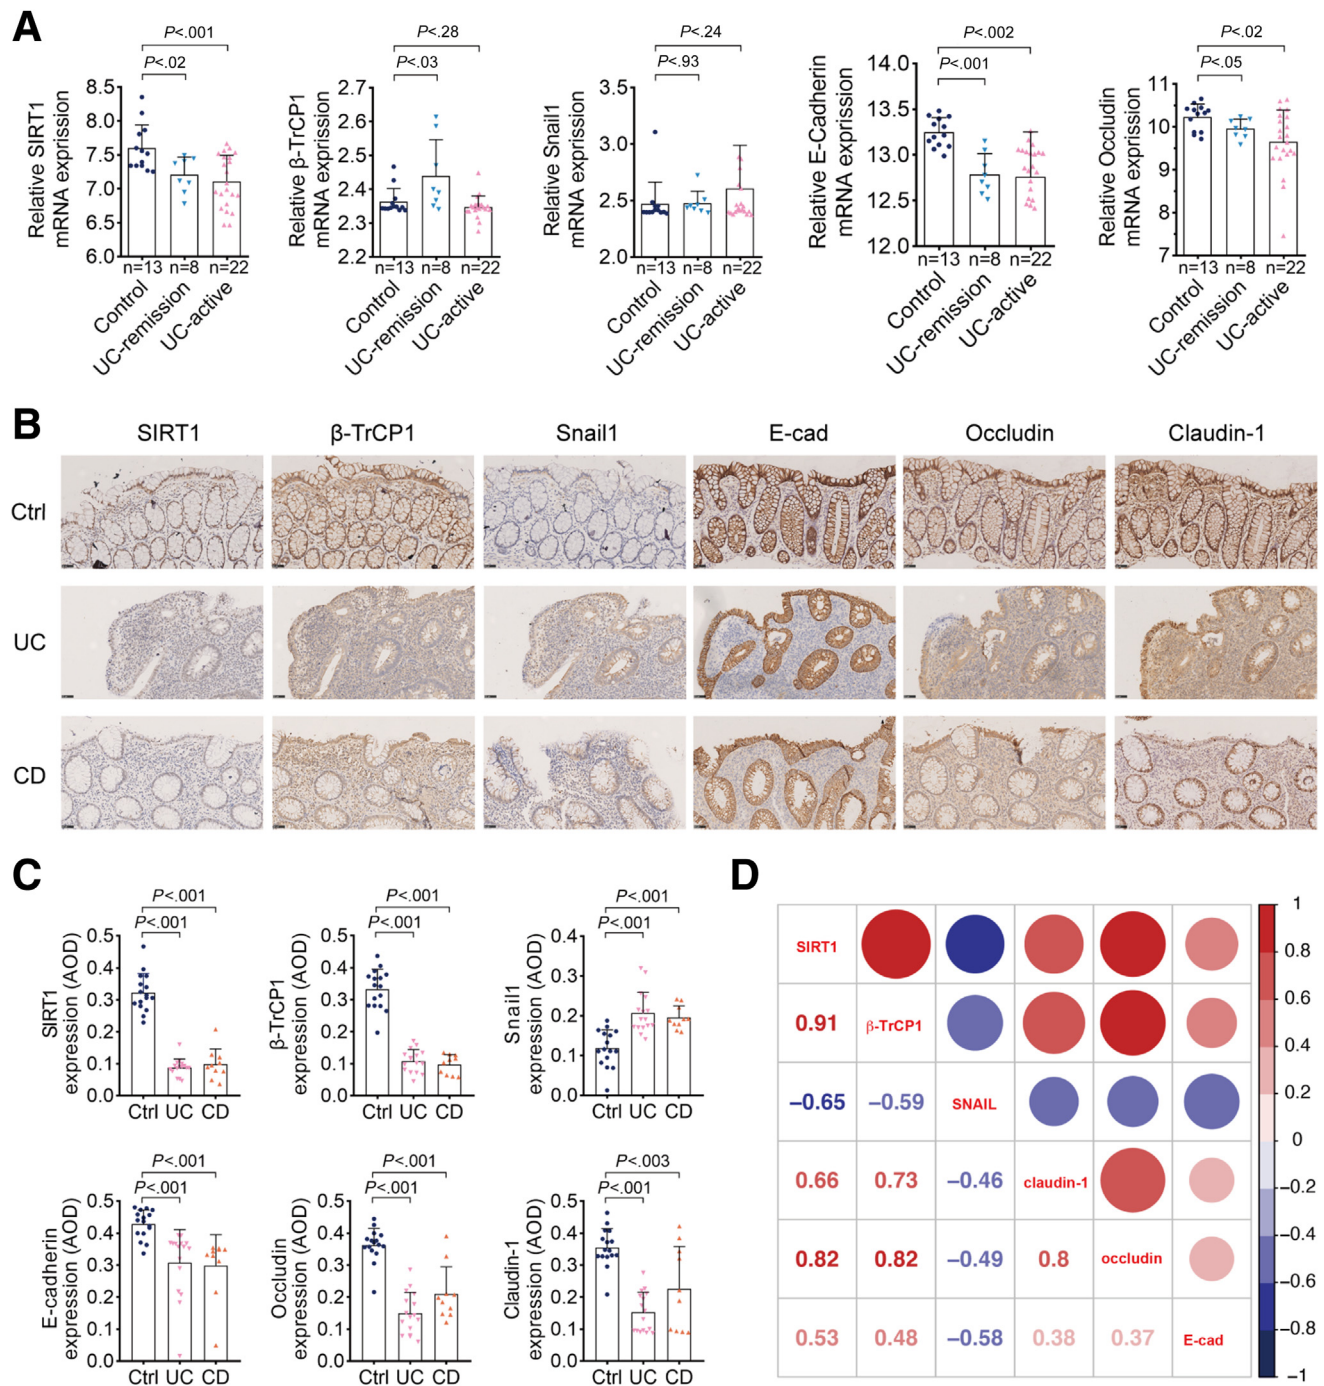 A
P<.001
P<.02
Relative SIRT1
mRNA exprission
8.5
8.0
7.5
7.0
6.5
6.0
n=13 n=8 n=22
Control
UC-remission
UC-active
P<.28
P<.03
Relative β-TrCP1
mRNA exprission
2.7
2.6
2.5
2.4
2.3
2.2
n=13 n=8 n=22
Control
UC-remission
UC-active
P<.24
P<.93
Relative Snail1
mRNA exprission
3.5
3.0
2.5
2.0
n=13 n=8 n=22
Control
UC-remission
UC-active
P<.002
P<.001
Relative E-Cadherin
mRNA exprission
14.0
13.5
13.0
12.5
12.0
n=13 n=8 n=22
Control
UC-remission
UC-active
P<.02
P<.05
Relative Occludin
mRNA exprission
11
10
9
8
7
n=13 n=8 n=22
Control
UC-remission
UC-active
B
SIRT1 β-TrCP1 Snail1 E-cad Occludin Claudin-1
Ctrl
UC
CD
C
P<.001
P<.001
SIRT1
expression (AOD)
0.5
0.4
0.3
0.2
0.1
0.0
Ctrl UC CD
P<.001
P<.001
β-TrCP1
expression (AOD)
0.5
0.4
0.3
0.2
0.1
0.0
Ctrl UC CD
P<.001
P<.001
Snail1
expression (AOD)
0.4
0.3
0.2
0.1
0.0
Ctrl UC CD
P<.001
P<.001
E-cadherin
expression (AOD)
0.5
0.4
0.3
0.2
0.1
0.0
Ctrl UC CD
P<.001
P<.001
Occludin
expression (AOD)
0.5
0.4
0.3
0.2
0.1
0.0
Ctrl UC CD
P<.003
P<.001
Claudin-1
expression (AOD)
0.5
0.4
0.3
0.2
0.1
0.0
Ctrl UC CD
D
SIRT1
0.91 β-TrCP1
−0.65 −0.59 SNAIL
0.66 0.73 −0.46 claudin-1
0.82 0.82 −0.49 0.8 occludin
0.53 0.48 −0.58 0.38 0.37 E-cad
1
0.8
0.6
0.4
0.2
0
−0.2
−0.4
−0.6
−0.8
−1